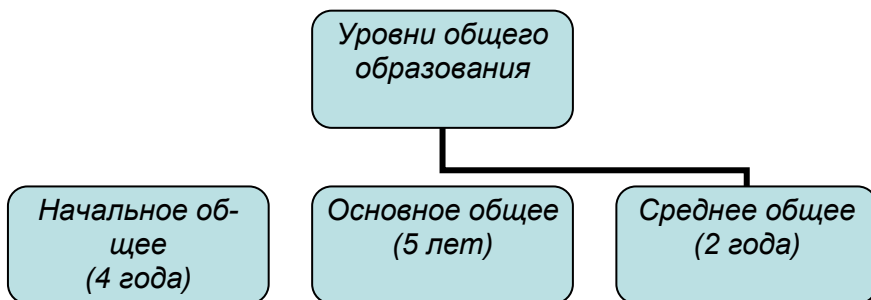 Уровни общего
образования
Начальное об-
щее
(4 года)
Основное общее
(5 лет)
Среднее общее
(2 года)